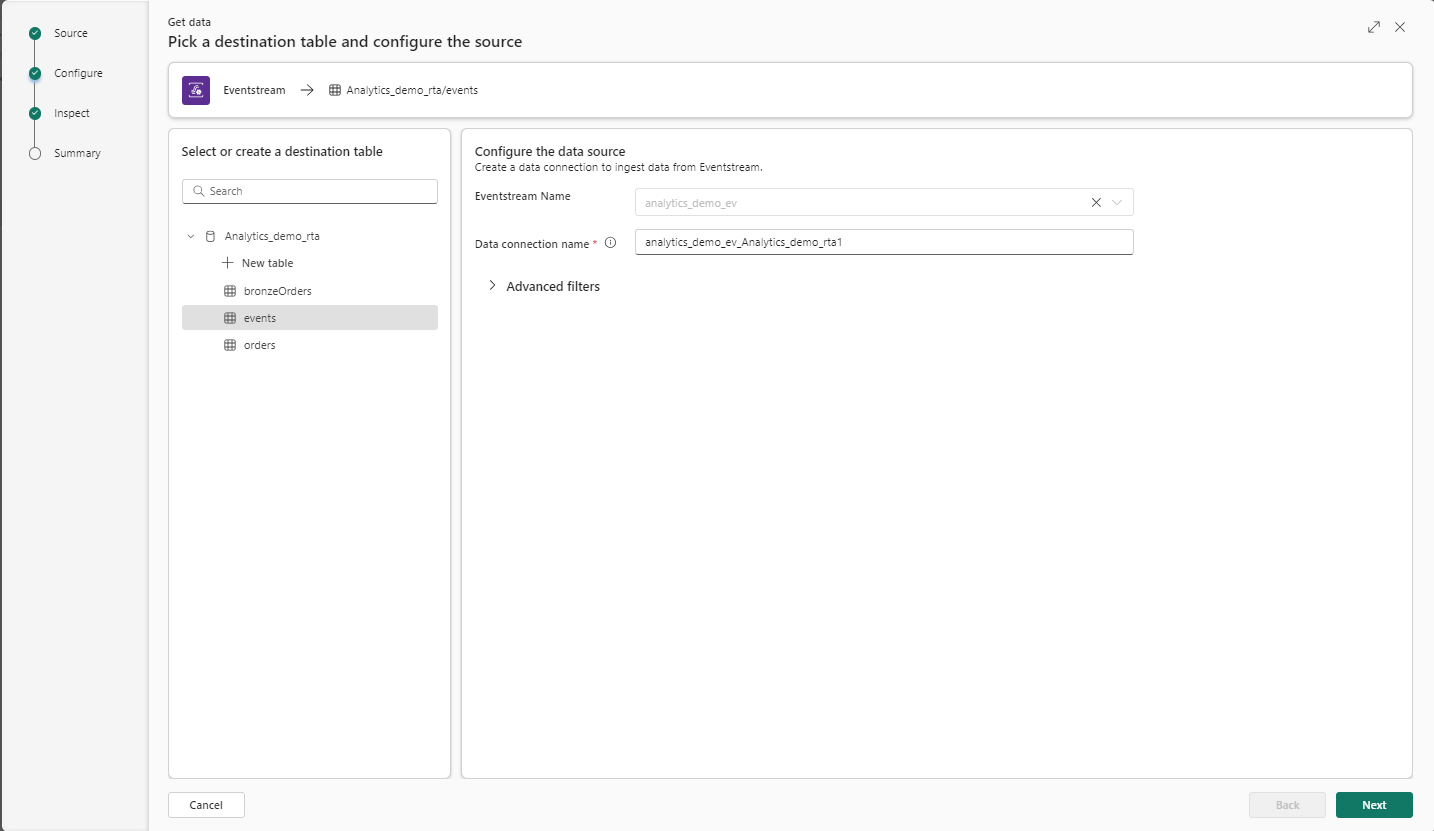 Source
Configure
Inspect
Summary
Get data
Pick a destination table and configure the source
Eventstream
Analytics_demo_rta/events
Select or create a destination table
Search
Analytics_demo_rta
New table
bronzeOrders
events
orders
Configure the data source
Create a data connection to ingest data from Eventstream.
Eventstream Name
analytics_demo_ev
Data connection name *
analytics_demo_ev_Analytics_demo_rta1
Advanced filters
Cancel
Back
Next